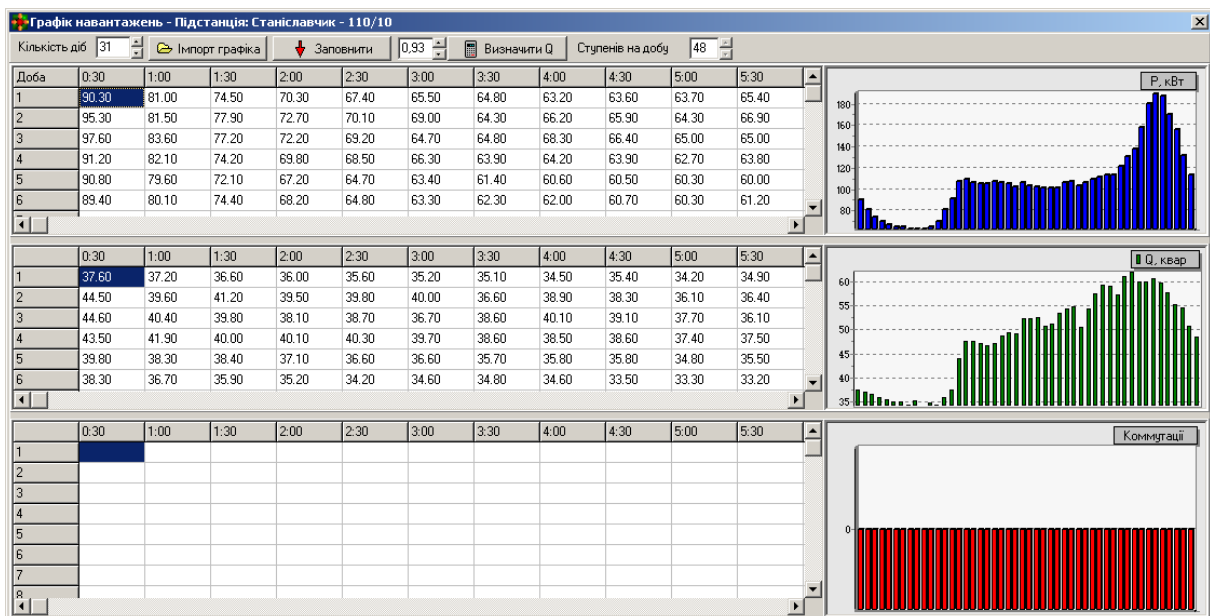 Графік навантажень - Підстанція: Станіславчик - 110/10
Кількість діб 31 Імпорт графіка Заповнити 0,93 Визначити Q Ступенів на добу 48
Доба 0:30 1:00 1:30 2:00 2:30 3:00 3:30 4:00 4:30 5:00 5:30
1 90.30 81.00 74.50 70.30 67.40 65.50 64.80 63.20 63.60 63.70 65.40
2 95.30 81.50 77.90 72.70 70.10 69.00 64.30 66.20 65.90 64.30 66.90
3 97.60 83.60 77.20 72.20 69.20 64.70 64.80 68.30 66.40 65.00 65.00
4 91.20 82.10 74.20 69.80 68.50 66.30 63.90 64.20 63.90 62.70 63.80
5 90.80 79.60 72.10 67.20 64.70 63.40 61.40 60.60 60.50 60.30 60.00
6 89.40 80.10 74.40 68.20 64.80 63.30 62.30 62.00 60.70 60.30 61.20
P, кВт
180
160
140
120
100
80
0:30 1:00 1:30 2:00 2:30 3:00 3:30 4:00 4:30 5:00 5:30
1 37.60 37.20 36.60 36.00 35.60 35.20 35.10 34.50 35.40 34.20 34.90
2 44.50 39.60 41.20 39.50 39.80 40.00 36.60 38.90 38.30 36.10 36.40
3 44.60 40.40 39.80 38.10 38.70 36.70 38.60 40.10 39.10 37.70 36.10
4 43.50 41.90 40.00 40.10 40.30 39.70 38.60 38.50 38.60 37.40 37.50
5 39.80 38.30 38.40 37.10 36.60 36.60 35.70 35.80 35.80 34.80 35.50
6 38.30 36.70 35.90 35.20 34.20 34.60 34.80 34.60 33.50 33.30 33.20
Q, квар
60
55
50
45
40
35
0:30 1:00 1:30 2:00 2:30 3:00 3:30 4:00 4:30 5:00 5:30
1
2
3
4
5
6
7
8
Коммутації
0